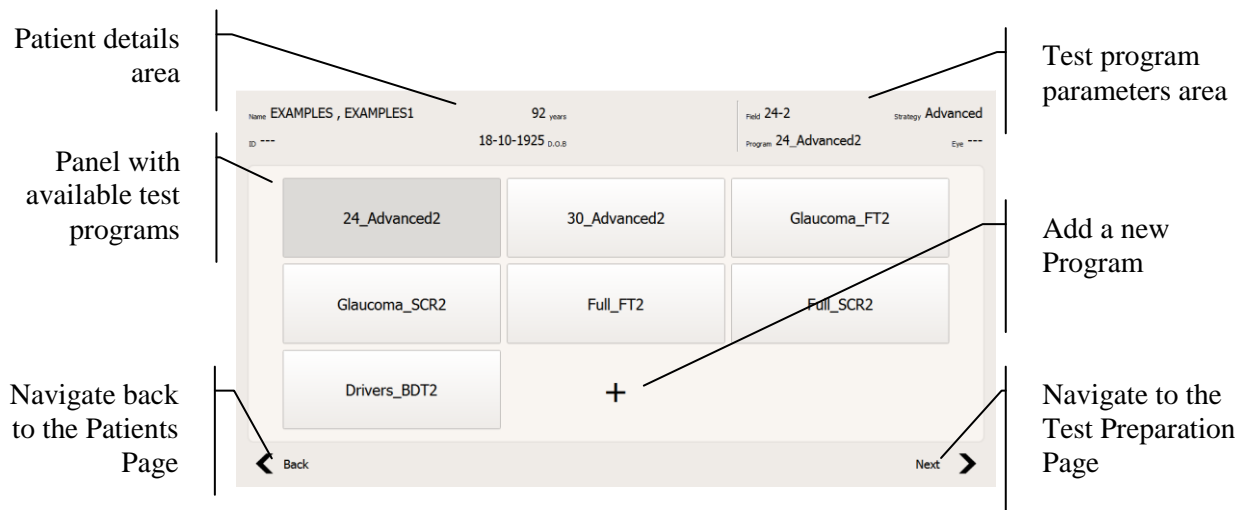 Patient details
area
Test program
parameters area
Name EXAMPLES , EXAMPLES1 92 years Field 24-2 Strategy Advanced
ID --- 18-10-1925 D.O.B Program 24_Advanced2 Eye ---
Panel with
available test
programs
24_Advanced2 30_Advanced2 Glaucoma_FT2
Add a new
Program
Glaucoma_SCR2 Full_FT2 Full_SCR2
Drivers_BDT2 +
Navigate back
to the Patients
Page
Navigate to the
Test Preparation
Page
Back Next